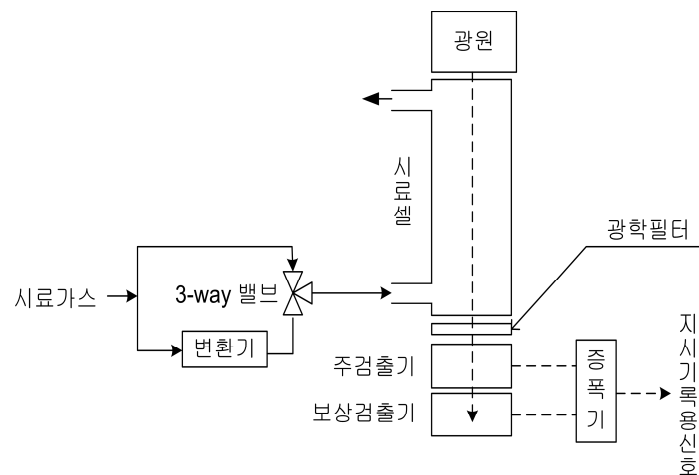 광원
시료셀
광학필터
시료가스
3-way 밸브
변환기
주검출기
보상검출기
증폭기
지시기록용신호